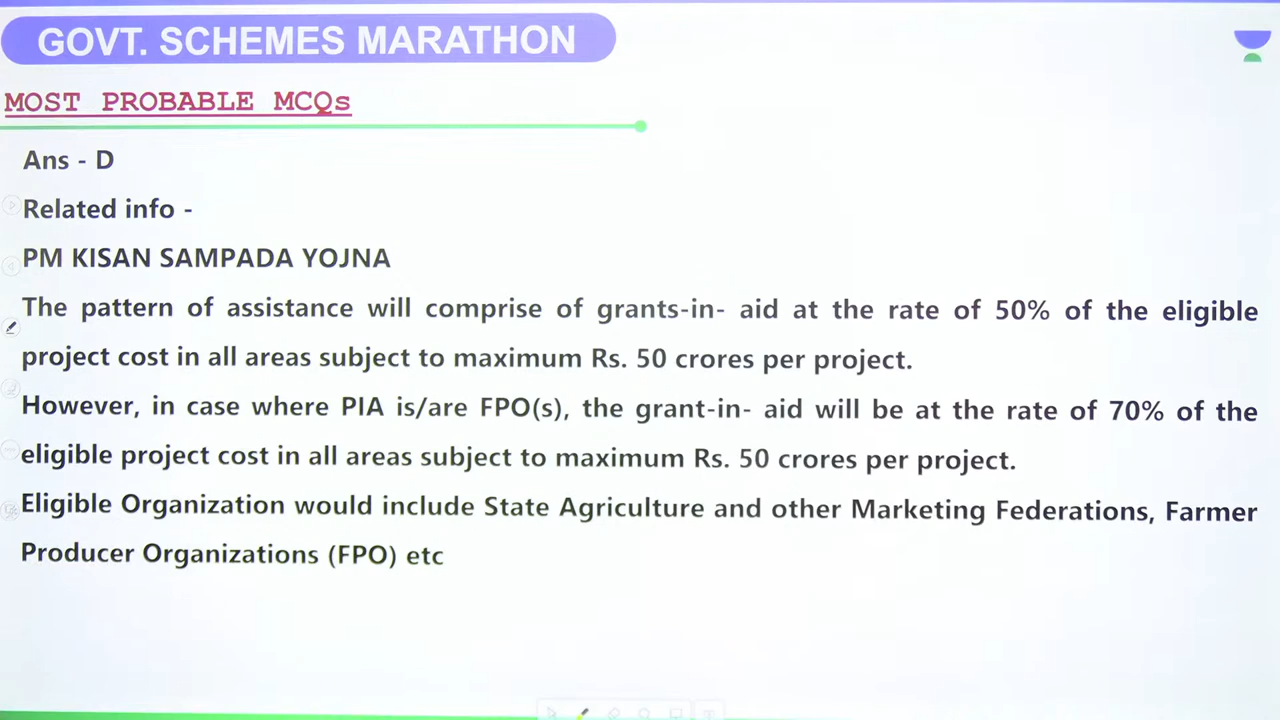 GOVT. SCHEMES MARATHON
MOST PROBABLE MCQs
Ans - D
Related info -
PM KISAN SAMPADA YOJNA
The pattern of assistance will comprise of grants-in- aid at the rate of 50% of the eligible
project cost in all areas subject to maximum Rs. 50 crores per project.
However, in case where PIA is/are FPO(s), the grant-in- aid will be at the rate of 70% of the
eligible project cost in all areas subject to maximum Rs. 50 crores per project.
Eligible Organization would include State Agriculture and other Marketing Federations, Farmer
Producer Organizations (FPO) etc